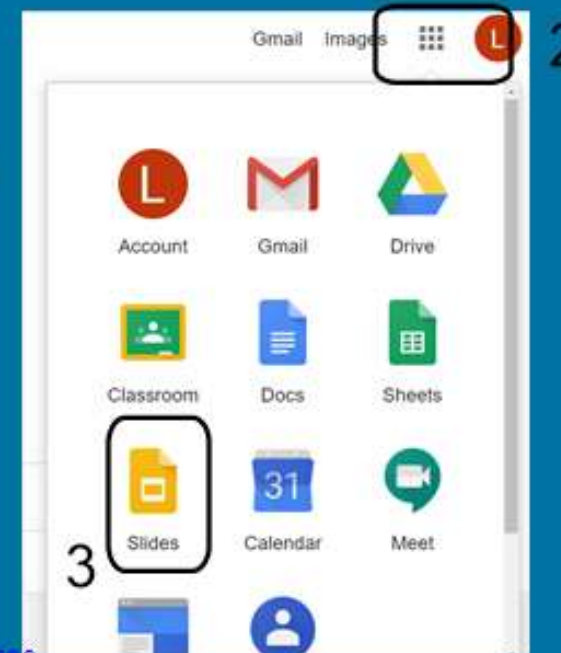 Gmail Images L 2
L M
Account Gmail Drive
Classroom Docs Sheets
31
3 Slides Calendar Meet